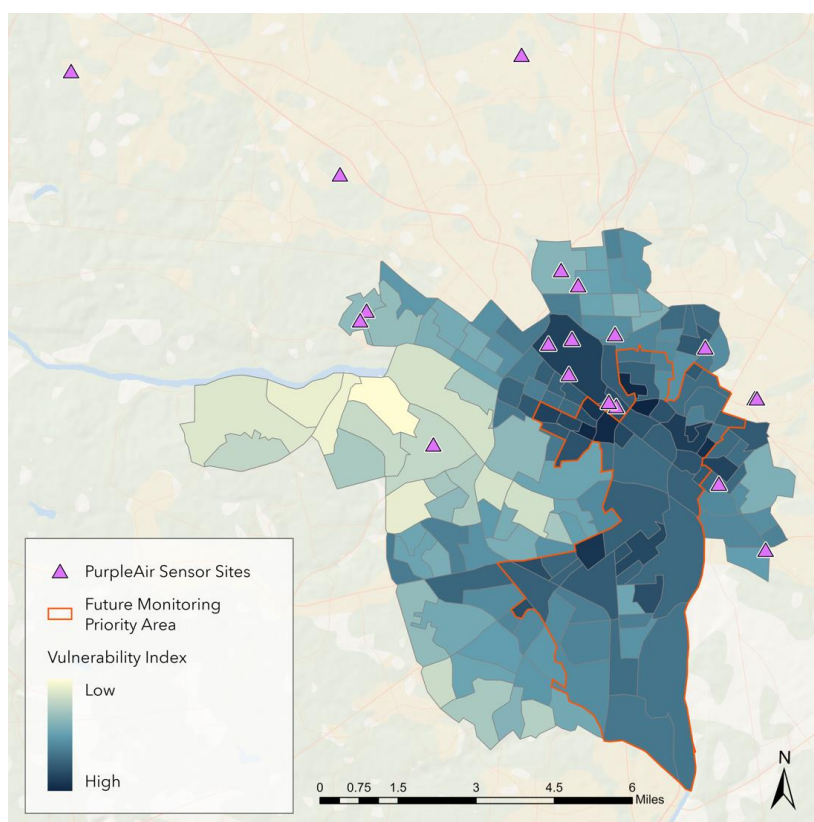 PurpleAir Sensor Sites
Future Monitoring
Priority Area
Vulnerability Index
Low
High
N
0 0.75 1.5 3 4.5 6
Miles